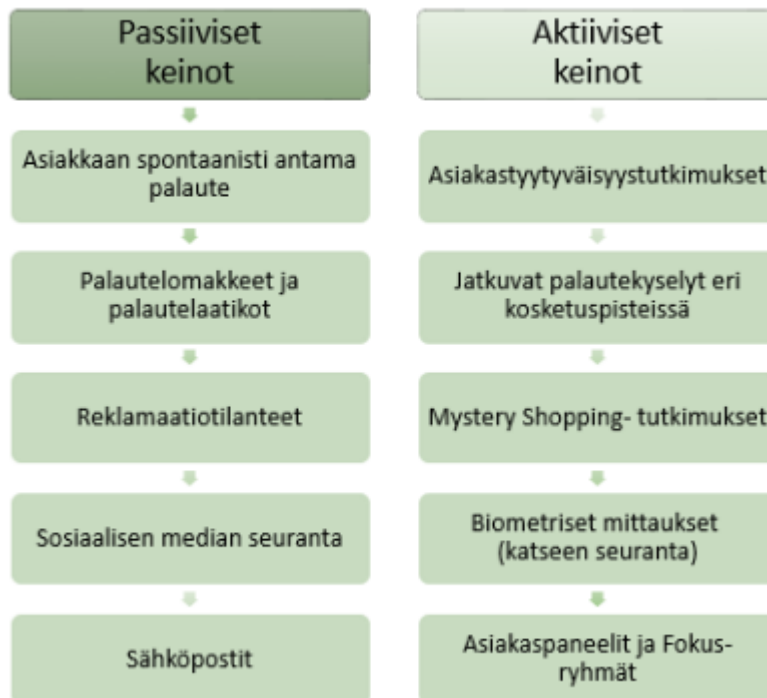 Passiiviset
keinot
Asiakkaan spontaanisti antama
palaute
Palautelomakkeet ja
palautelaatikot
Reklamaatiotilanteet
Sosiaalisen median seuranta
Sähköpostit
Aktiiviset
keinot
Asiakastyytyväisyystutkimukset
Jatkuvat palautekyselyt eri
kosketuspisteissä
Mystery Shopping- tutkimukset
Biometriset mittaukset
(katseen seuranta)
Asiakaspaneelit ja Fokus-
ryhmät